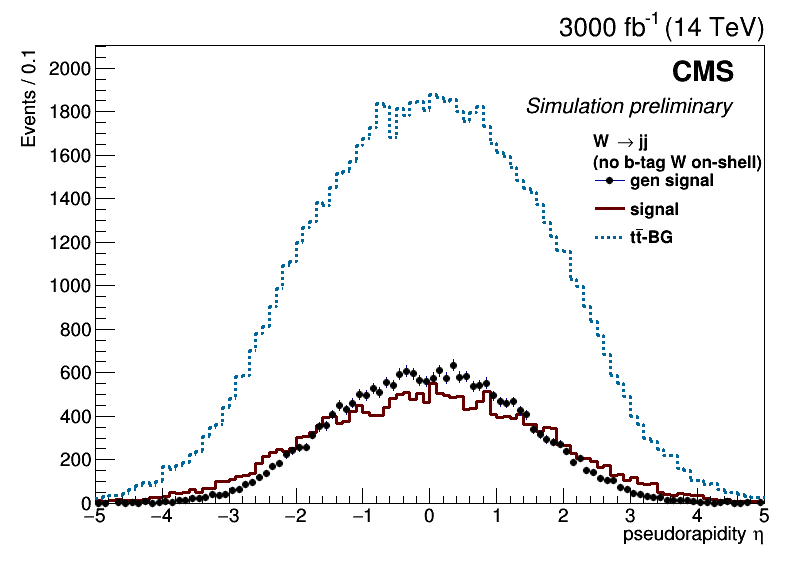 3000 fb⁻¹ (14 TeV)
Events / 0.1
2000
1800
1600
1400
1200
1000
800
600
400
200
0
CMS
Simulation preliminary
W → jj
(no b-tag W on-shell)
gen signal
signal
tt̄-BG
−5 −4 −3 −2 −1 0 1 2 3 4 5
pseudorapidity η